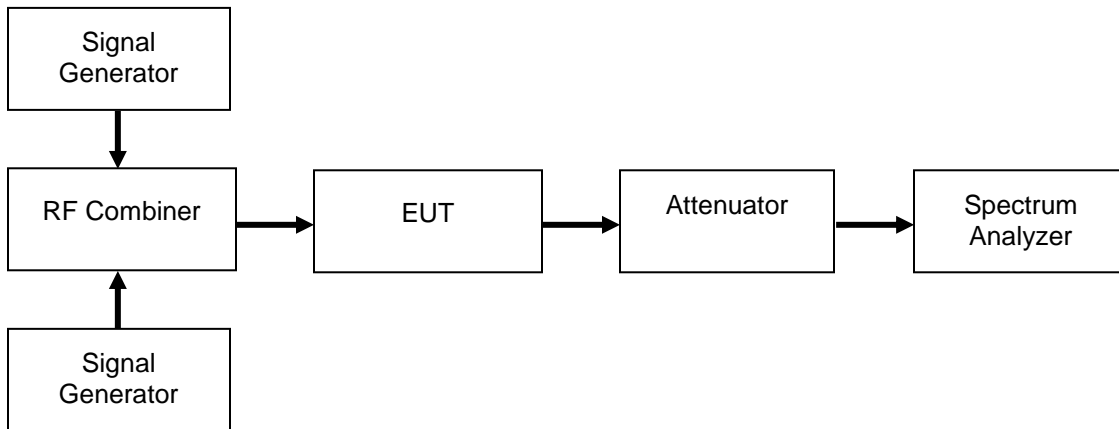 Signal
Generator
RF Combiner
EUT
Attenuator
Spectrum
Analyzer
Signal
Generator